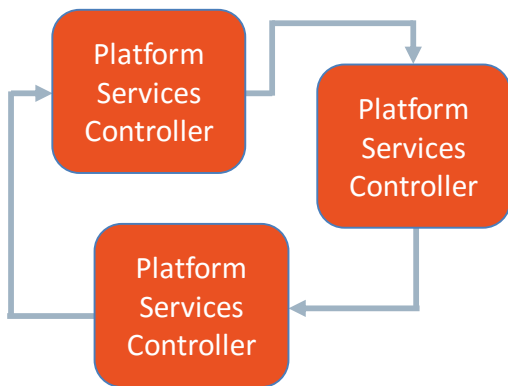 Platform
Services
Controller
Platform
Services
Controller
Platform
Services
Controller